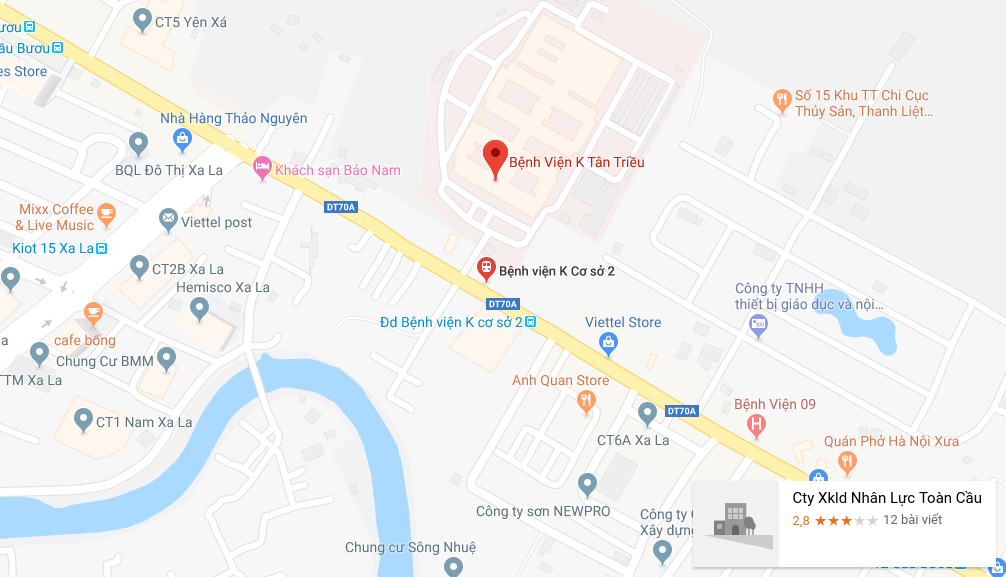 CT5 Yên Xá
ươu
ầu Bươu
es Store
Nhà Hàng Thảo Nguyên
BQL Đô Thị Xa La
Khách sạn Bảo Nam
Số 15 Khu TT Chi Cục
Thủy Sản, Thanh Liệt...
Bệnh Viện K Tân Triều
Mixx Coffee
& Live Music
Viettel post
DT70A
Kiot 15 Xa La
CT2B Xa La
Hemisco Xa La
Bệnh viện K Cơ sở 2
DT70A
Đd Bệnh viện K cơ sở 2
Công ty TNHH
thiết bị giáo dục và nội...
Viettel Store
cafe bống
a
Chung Cư BMM
TTM Xa La
Anh Quan Store
DT70A
Bệnh Viện 09
CT1 Nam Xa La
CT6A Xa La
Quán Phở Hà Nội Xưa
Công ty sơn NEWPRO
Công ty
Xây dựng
Cty Xkld Nhân Lực Toàn Cầu
2,8 12 bài viết
Chung cư Sông Nhuệ